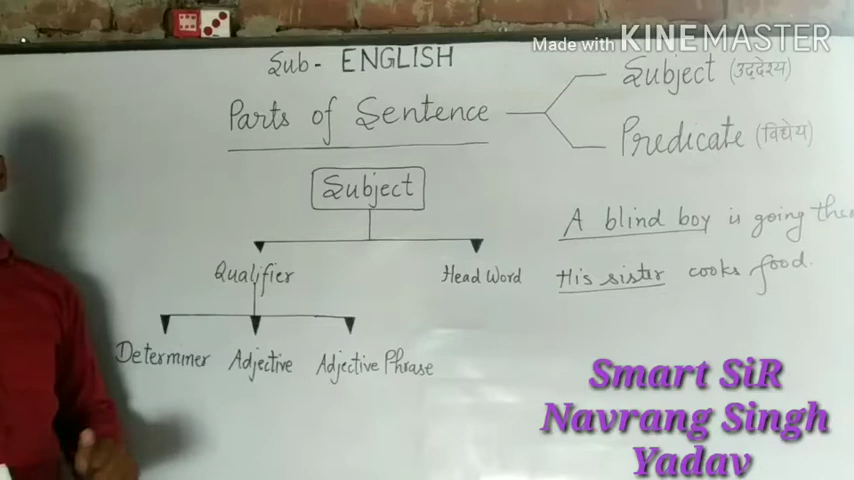 Made with KINEMASTER
Sub- ENGLISH
Parts of Sentence
Subject (उद्देश्य)
Predicate (विधेय)
Subject
Qualifier
Head Word
Determiner Adjective Adjective Phrase
A blind boy is going
His sister cooks food.
Smart SiR
Navrang Singh
Yadav